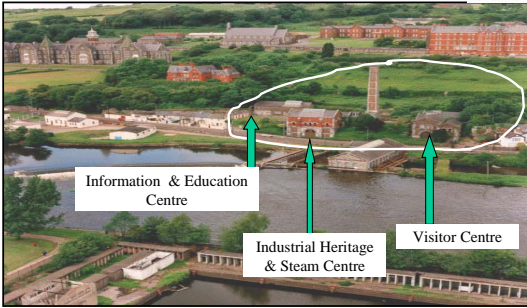 Information & Education
Centre
Industrial Heritage
& Steam Centre
Visitor Centre